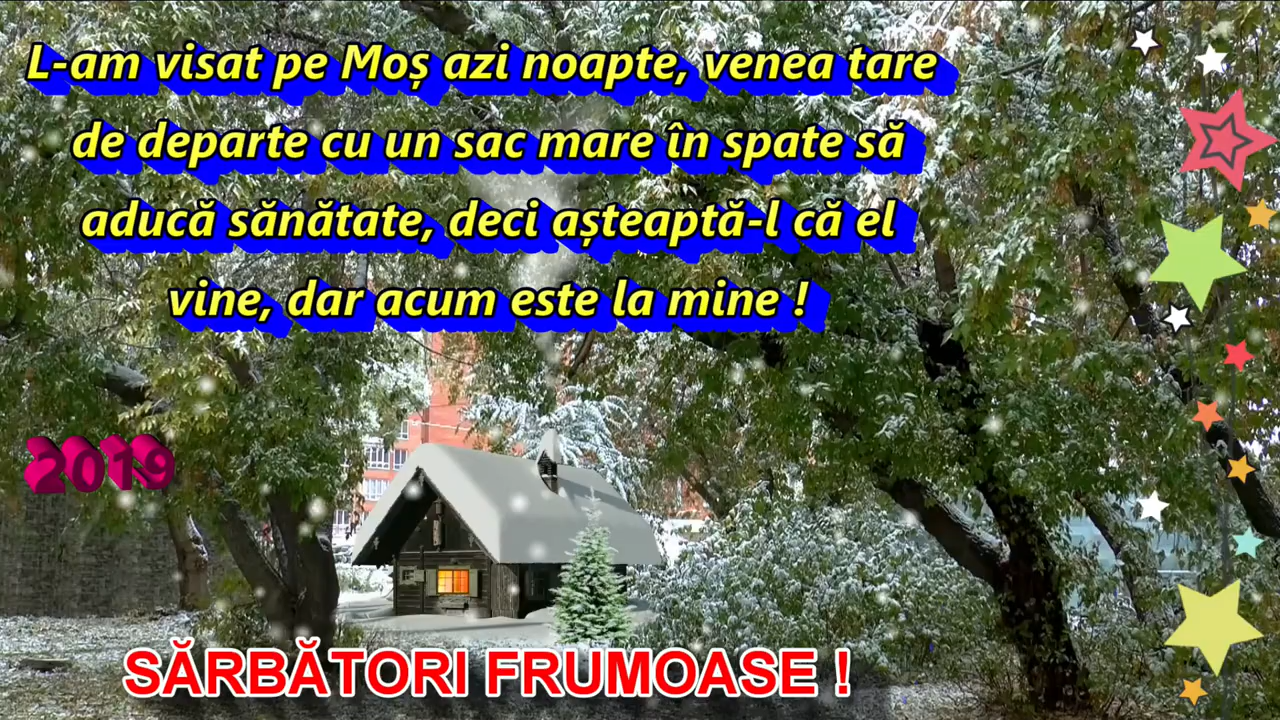 L-am visat pe Moș azi noapte, venea tare
de departe cu un sac mare în spate să
aducă sănătate, deci așteaptă-l că el
vine, dar acum este la mine !
2019
SĂRBĂTORI FRUMOASE !